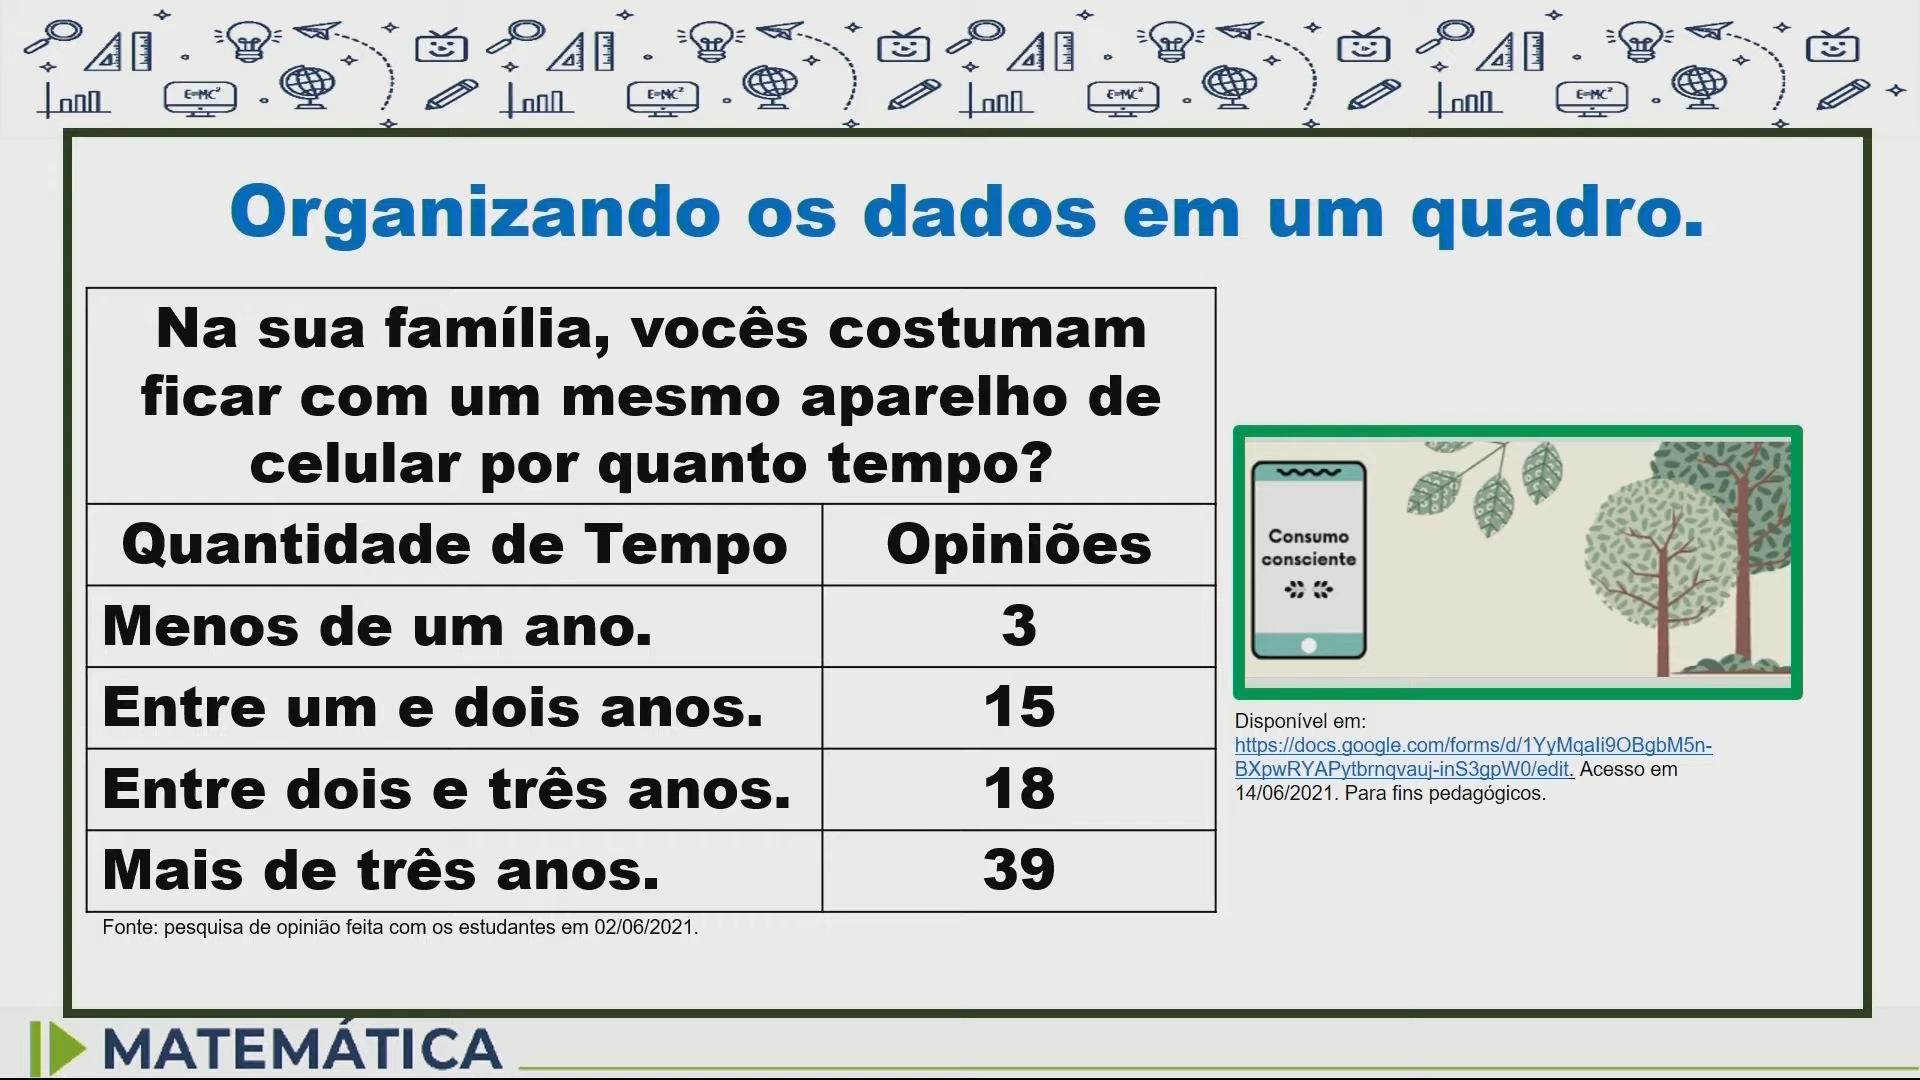 E=MC²
E=MC²
E=MC²
E=MC²
Organizando os dados em um quadro.
Na sua família, vocês costumam
ficar com um mesmo aparelho de
celular por quanto tempo?
Quantidade de Tempo
Opiniões
Menos de um ano.
3
Entre um e dois anos.
15
Entre dois e três anos.
18
Mais de três anos.
39
Fonte: pesquisa de opinião feita com os estudantes em 02/06/2021.
Consumo
consciente
Disponível em:
https://docs.google.com/forms/d/1YyMqaIi9OBgbM5n-
BXpwRYAPytbrnqvauj-inS3gpW0/edit. Acesso em
14/06/2021. Para fins pedagógicos.
MATEMÁTICA